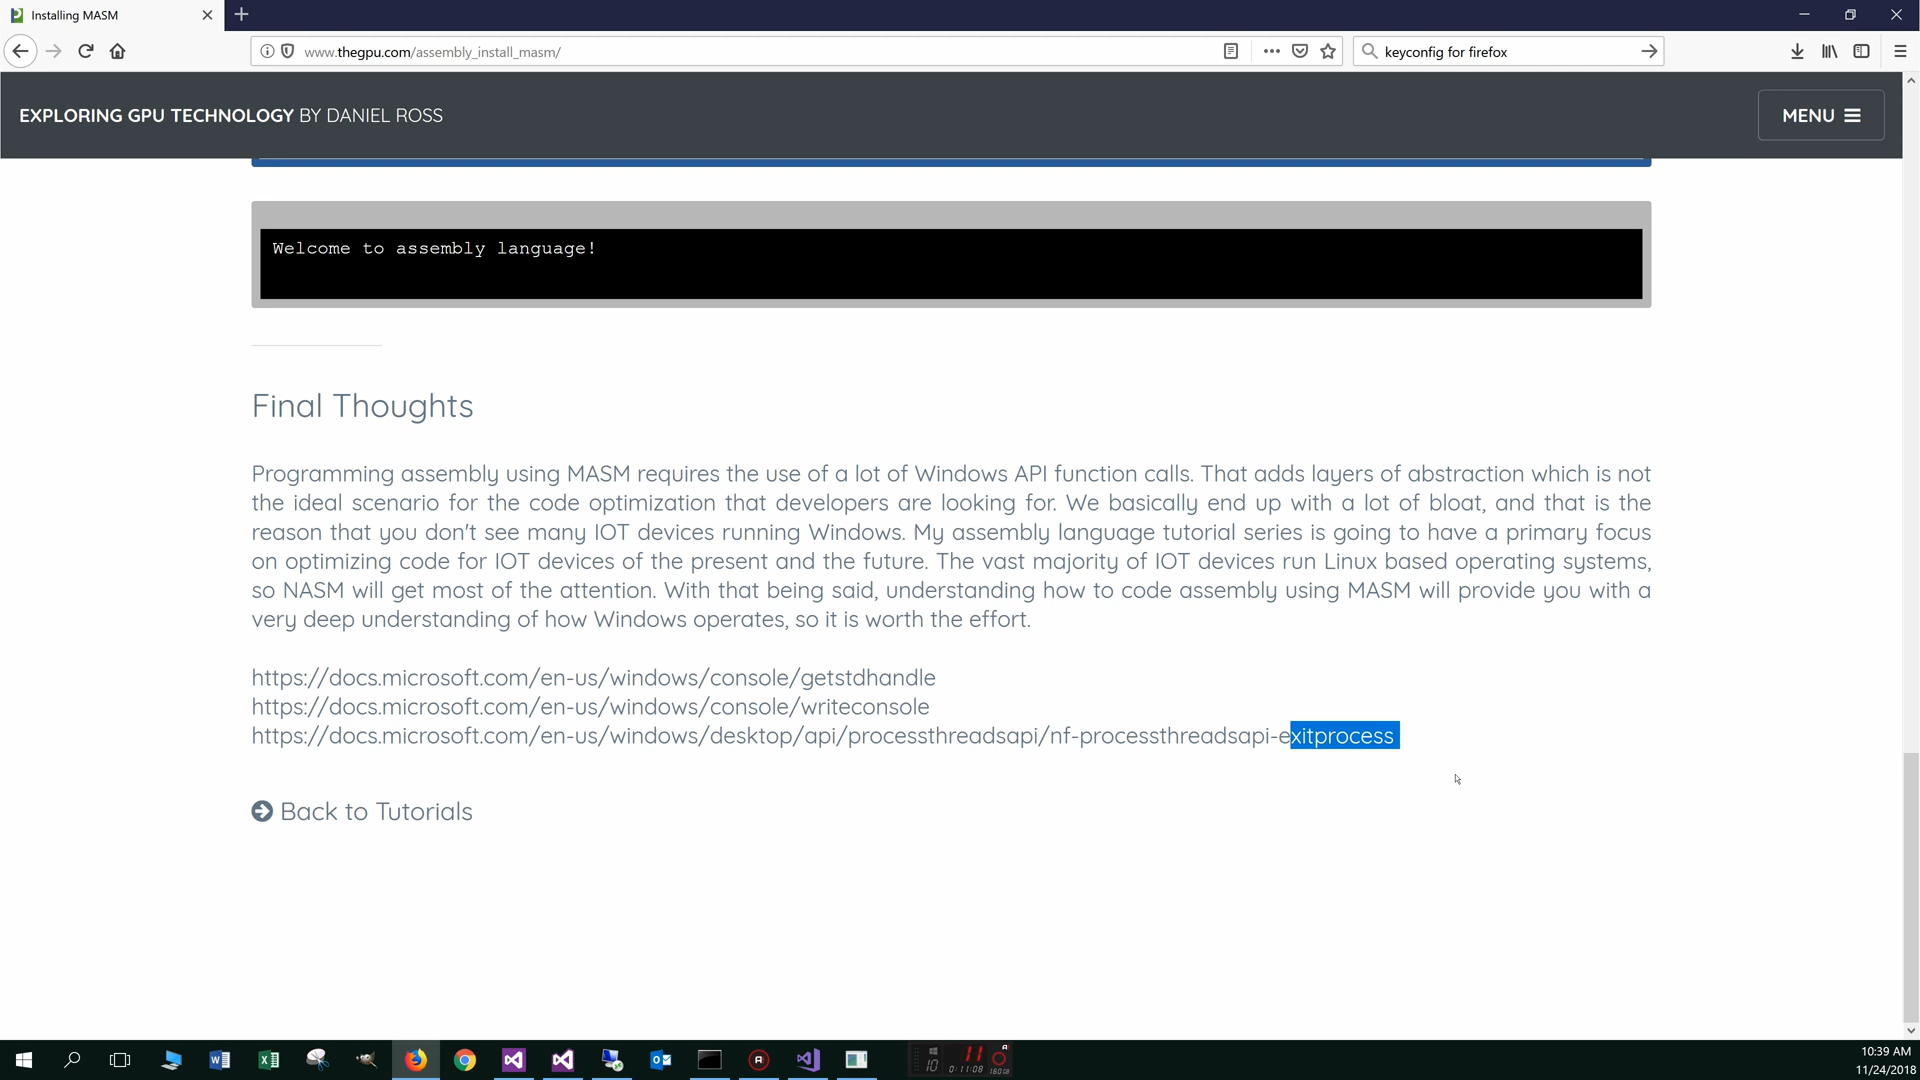 Installing MASM
www.thegpu.com/assembly_install_masm/
keyconfig for firefox
EXPLORING GPU TECHNOLOGY BY DANIEL ROSS
MENU
Welcome to assembly language!
Final Thoughts
Programming assembly using MASM requires the use of a lot of Windows API function calls. That adds layers of abstraction which is not
the ideal scenario for the code optimization that developers are looking for. We basically end up with a lot of bloat, and that is the
reason that you don't see many IOT devices running Windows. My assembly language tutorial series is going to have a primary focus
on optimizing code for IOT devices of the present and the future. The vast majority of IOT devices run Linux based operating systems,
so NASM will get most of the attention. With that being said, understanding how to code assembly using MASM will provide you with a
very deep understanding of how Windows operates, so it is worth the effort.
https://docs.microsoft.com/en-us/windows/console/getstdhandle
https://docs.microsoft.com/en-us/windows/console/writeconsole
https://docs.microsoft.com/en-us/windows/desktop/api/processthreadsapi/nf-processthreadsapi-exitprocess
Back to Tutorials
10 11 0:11:08 160GB
10:39 AM
11/24/2018